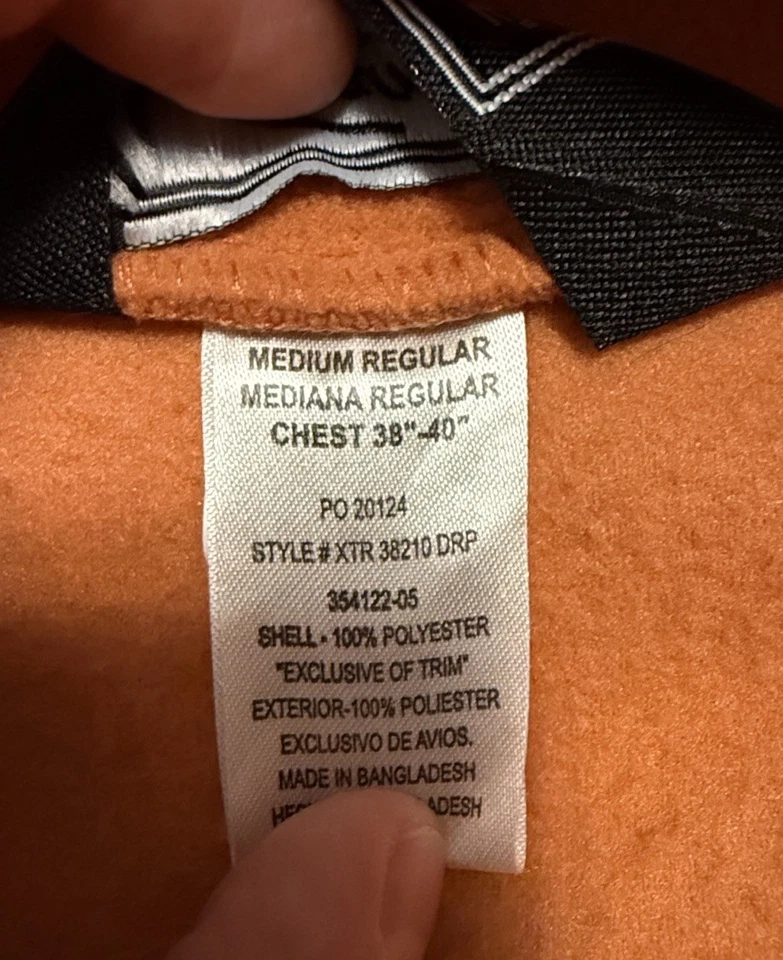 MEDIUM REGULAR
MEDIANA REGULAR
CHEST 38"-40"
PO 20124
STYLE # XTR 38210 DRP
354122-05
SHELL - 100% POLYESTER
"EXCLUSIVE OF TRIM"
EXTERIOR-100% POLIESTER
EXCLUSIVO DE AVIOS.
MADE IN BANGLADESH